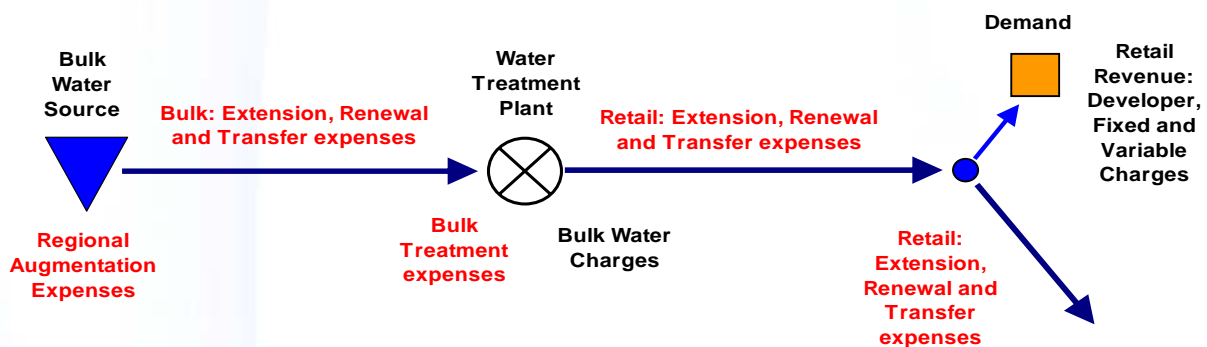 Bulk
Water
Source
Bulk: Extension, Renewal
and Transfer expenses
Water
Treatment
Plant
Retail: Extension, Renewal
and Transfer expenses
Demand
Retail
Revenue:
Developer,
Fixed and
Variable
Charges
Regional
Augmentation
Expenses
Bulk
Treatment
expenses
Bulk Water
Charges
Retail:
Extension,
Renewal and
Transfer
expenses